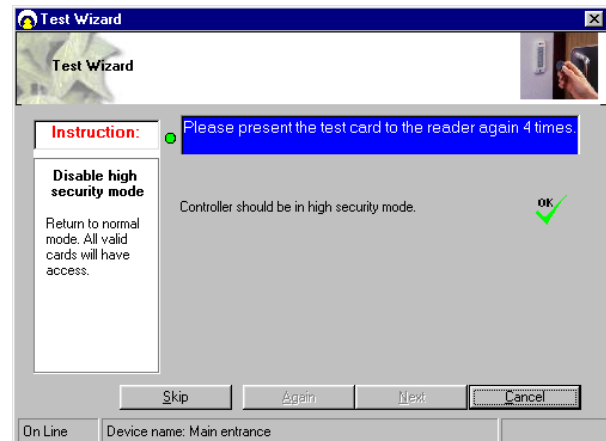 Test Wizard
Test Wizard
Instruction:
Please present the test card to the reader again 4 times.
Disable high
security mode
Return to normal
mode. All valid
cards will have
access.
Controller should be in high security mode.
OK
Skip
Again
Next
Cancel
On Line
Device name: Main entrance